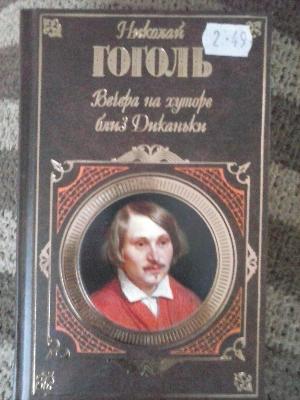 Николай
2-49
ГОГОЛЬ
Вечера на хуторе
близ Диканьки